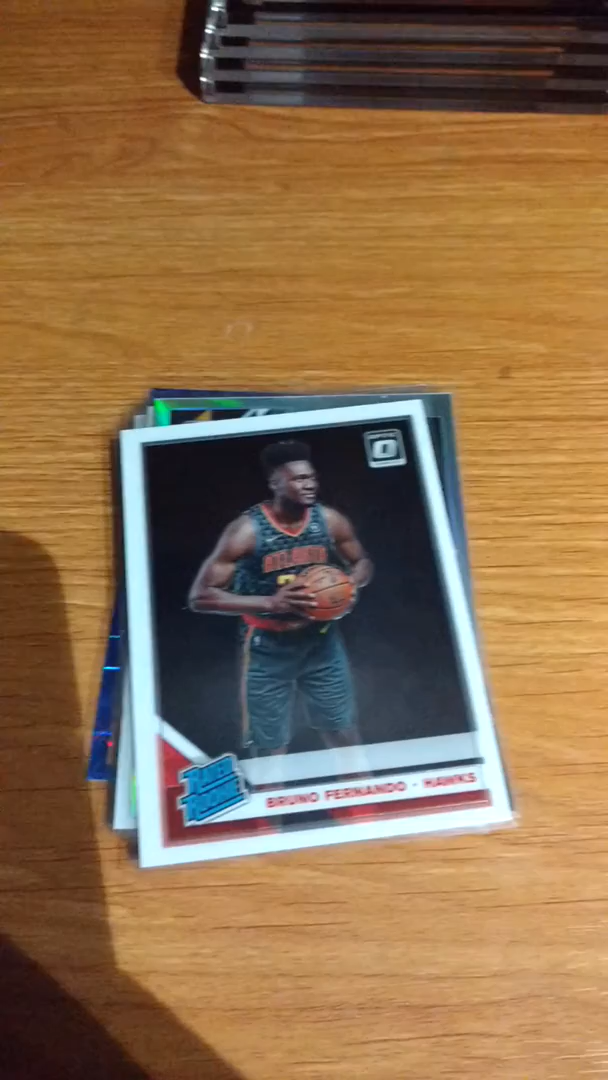 O
ATLANTA
RATED
ROOKIE
BRUNO FERNANDO · HAWKS